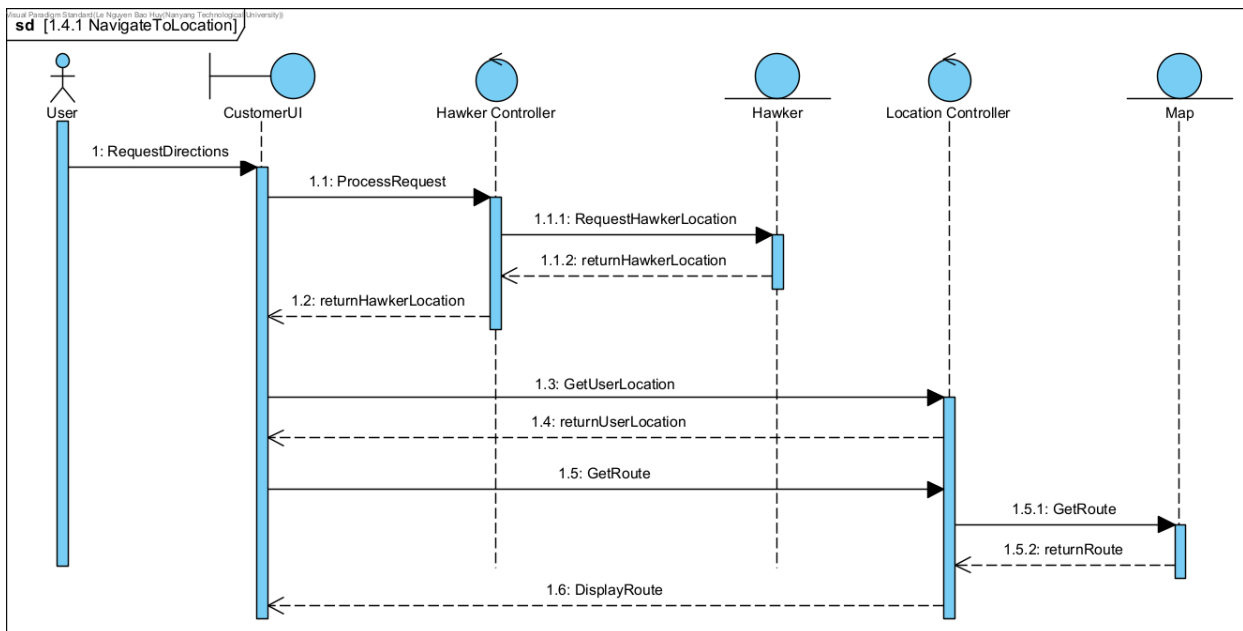 Visual Paradigm Standard(Le Nguyen Bao Huy(Nanyang Technological University))
sd [1.4.1 NavigateToLocation]
User
CustomerUI
Hawker Controller
Hawker
Location Controller
Map
1: RequestDirections
1.1: ProcessRequest
1.1.1: RequestHawkerLocation
1.1.2: returnHawkerLocation
1.2: returnHawkerLocation
1.3: GetUserLocation
1.4: returnUserLocation
1.5: GetRoute
1.5.1: GetRoute
1.5.2: returnRoute
1.6: DisplayRoute